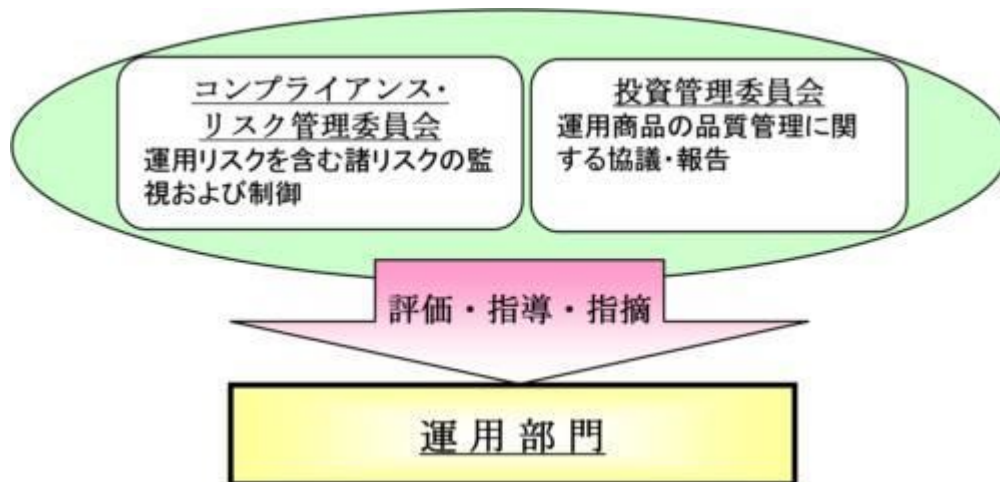 コンプライアンス・
リスク管理委員会
運用リスクを含む諸リスクの監
視および制御
投資管理委員会
運用商品の品質管理に関
する協議・報告
評価・指導・指摘
運用部門